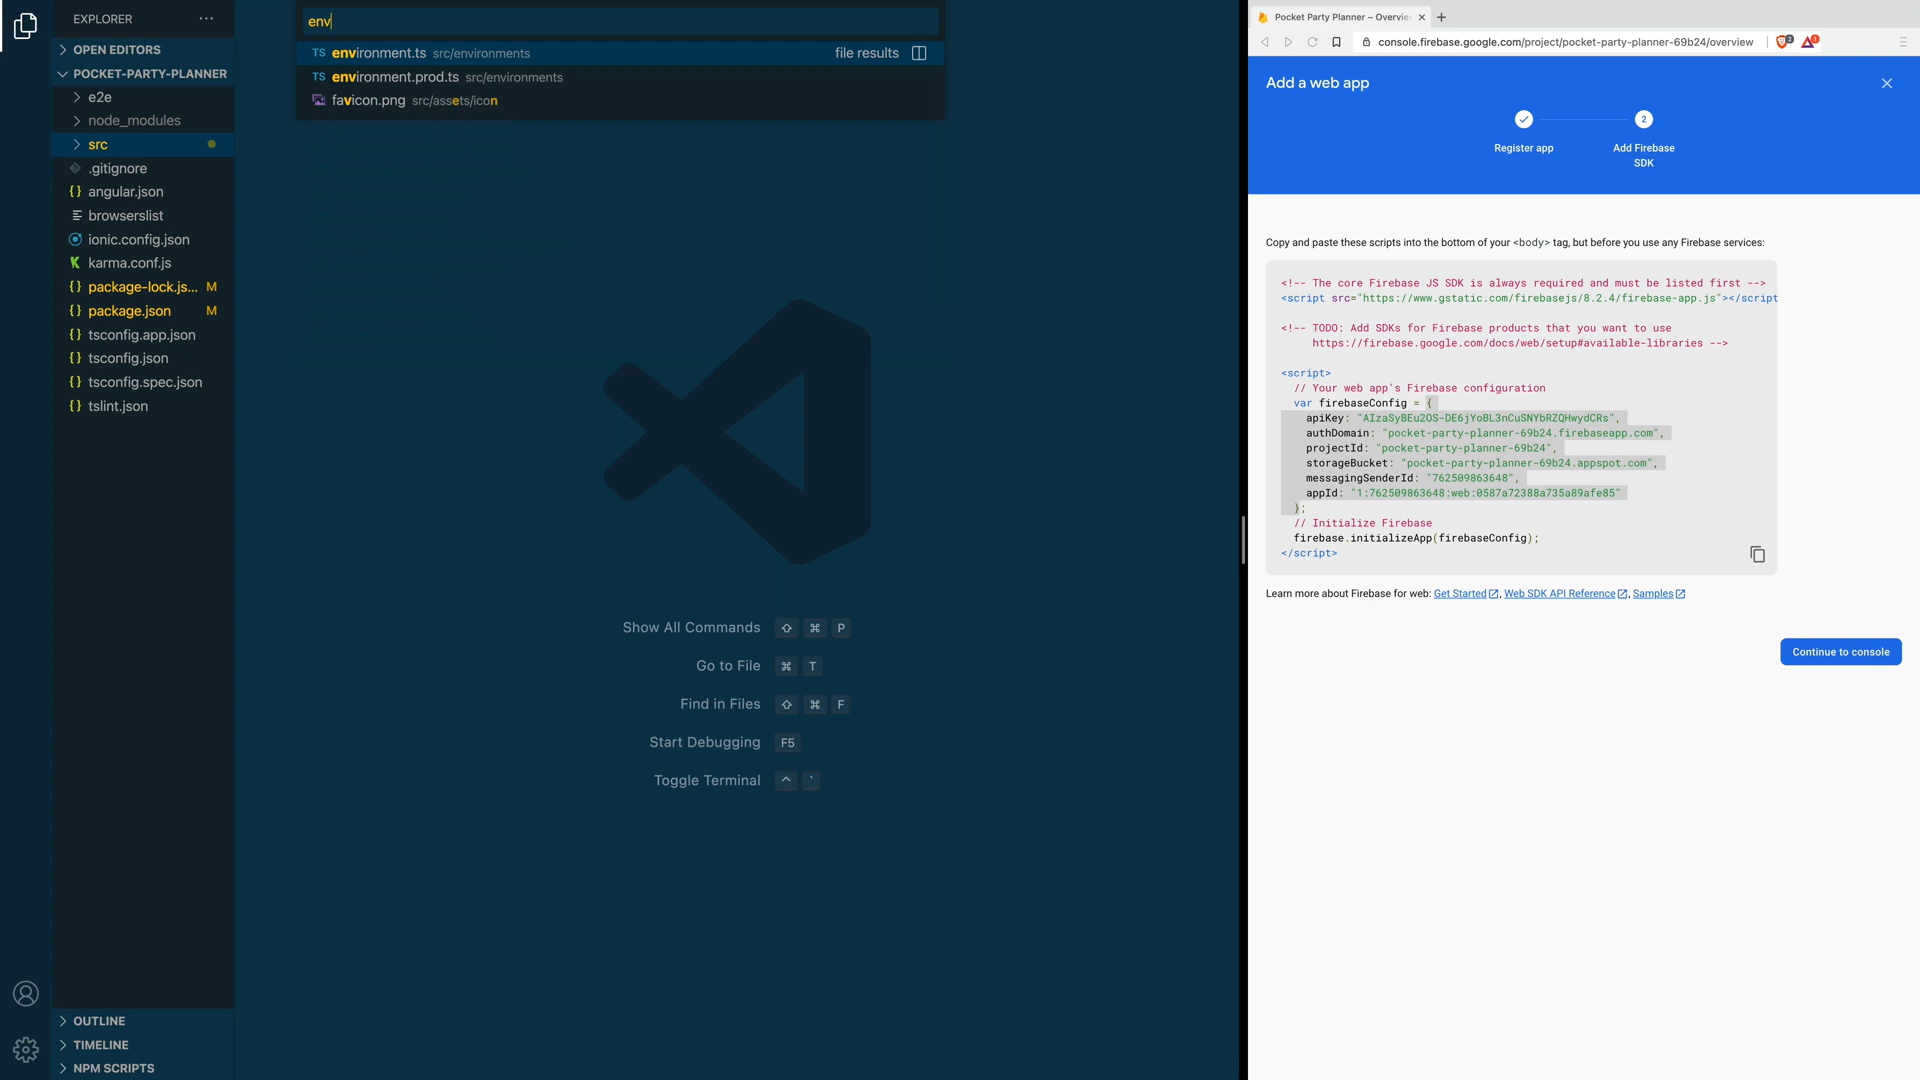 EXPLORER
OPEN EDITORS
POCKET-PARTY-PLANNER
e2e
node_modules
src
.gitignore
angular.json
browserslist
ionic.config.json
karma.conf.js
package-lock.js... M
package.json M
tsconfig.app.json
tsconfig.json
tsconfig.spec.json
tslint.json
OUTLINE
TIMELINE
NPM SCRIPTS
env
TS environment.ts src/environments file results
TS environment.prod.ts src/environments
favicon.png src/assets/icon
Show All Commands ⇧ ⌘ P
Go to File ⌘ T
Find in Files ⇧ ⌘ F
Start Debugging F5
Toggle Terminal ^ `
Pocket Party Planner – Overvie
console.firebase.google.com/project/pocket-party-planner-69b24/overview
Add a web app
2
Register app
Add Firebase
SDK
Copy and paste these scripts into the bottom of your <body> tag, but before you use any Firebase services:
<!-- The core Firebase JS SDK is always required and must be listed first -->
<script src="https://www.gstatic.com/firebasejs/8.2.4/firebase-app.js"></script
<!-- TODO: Add SDKs for Firebase products that you want to use
https://firebase.google.com/docs/web/setup#available-libraries -->
<script>
// Your web app's Firebase configuration
var firebaseConfig = {
apiKey: "AIzaSyBEu2OS-DE6jYoBL3nCuSNYbRZQHwydCRs",
authDomain: "pocket-party-planner-69b24.firebaseapp.com",
projectId: "pocket-party-planner-69b24",
storageBucket: "pocket-party-planner-69b24.appspot.com",
messagingSenderId: "762509863648",
appId: "1:762509863648:web:0587a72388a735a89afe85"
};
// Initialize Firebase
firebase.initializeApp(firebaseConfig);
</script>
Learn more about Firebase for web: Get Started, Web SDK API Reference, Samples
Continue to console